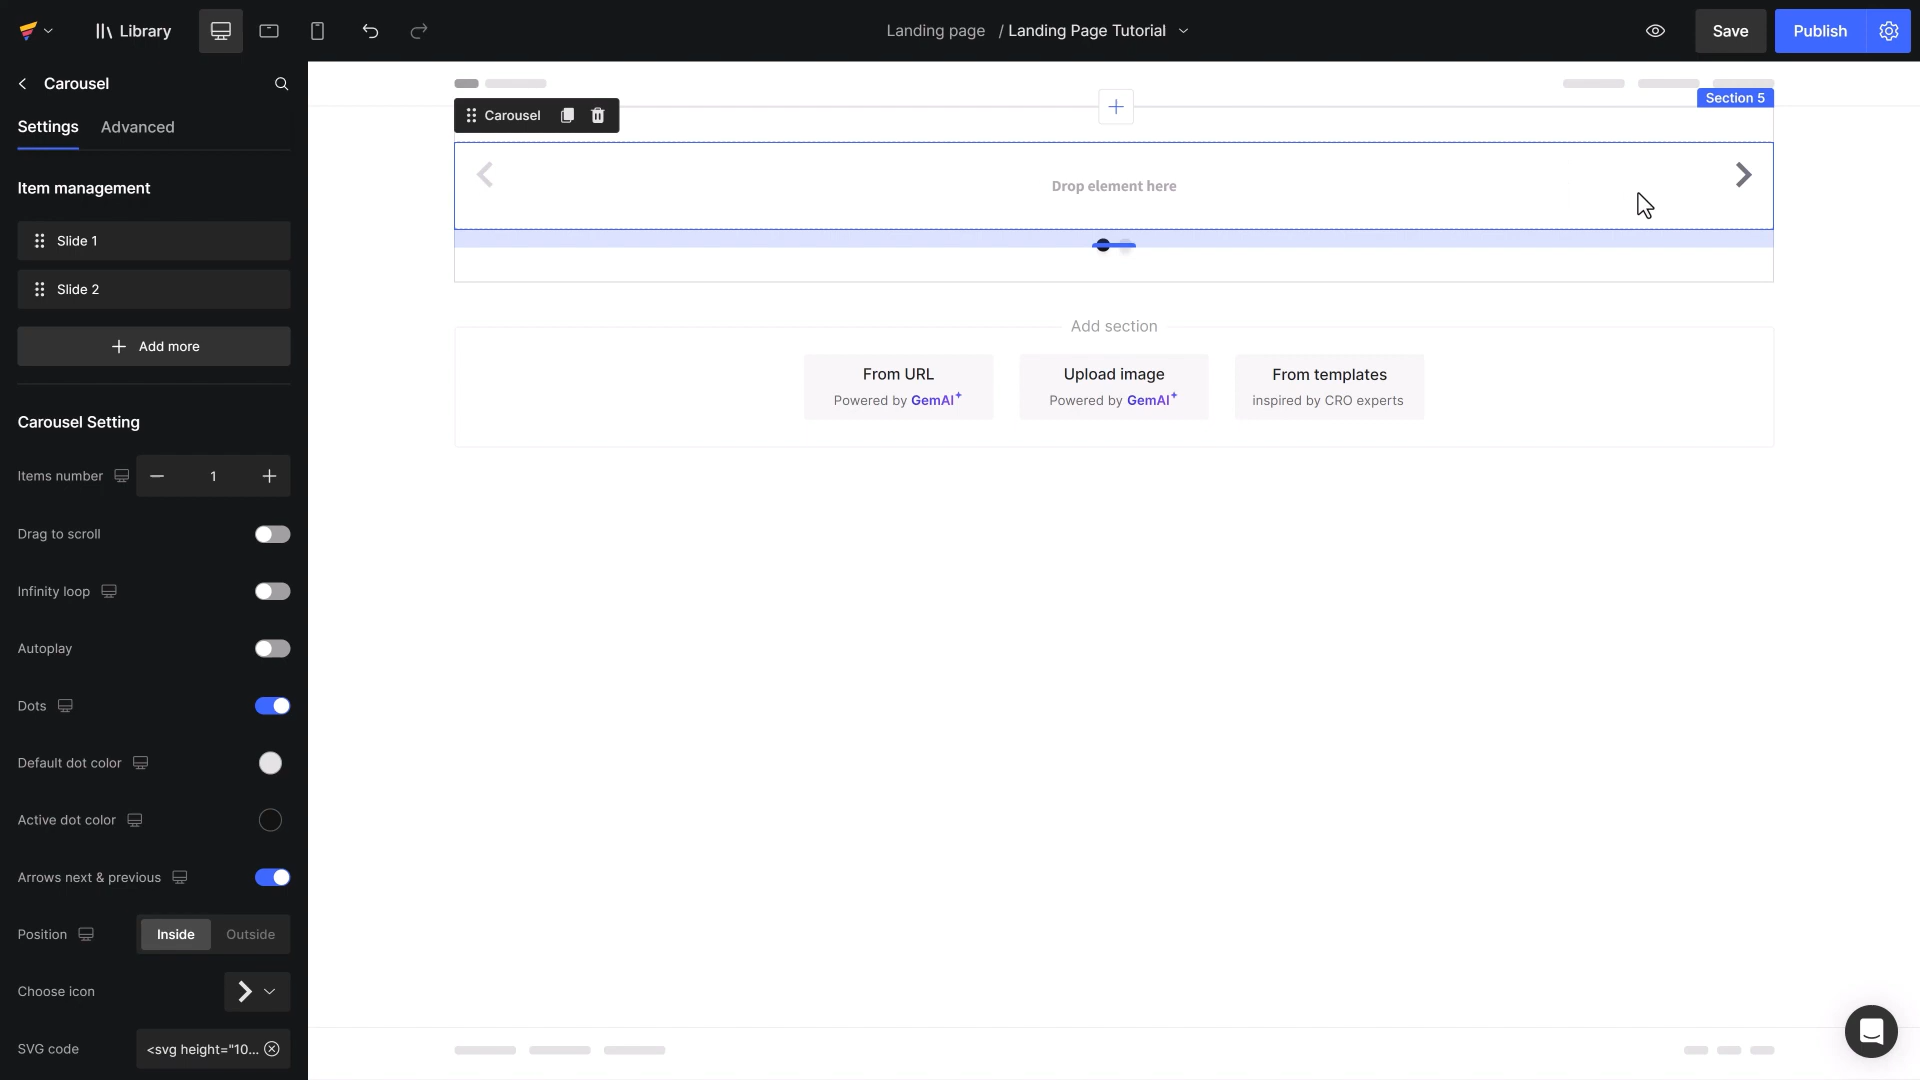 Library
Landing page / Landing Page Tutorial
Save
Publish
Carousel
Settings
Advanced
Item management
Slide 1
Slide 2
Add more
Carousel Setting
Items number
1
Drag to scroll
Infinity loop
Autoplay
Dots
Default dot color
Active dot color
Arrows next & previous
Position
Inside
Outside
Choose icon
SVG code
<svg height="10...
Carousel
Section 5
Drop element here
Add section
From URL
Powered by GemAI
Upload image
Powered by GemAI
From templates
inspired by CRO experts